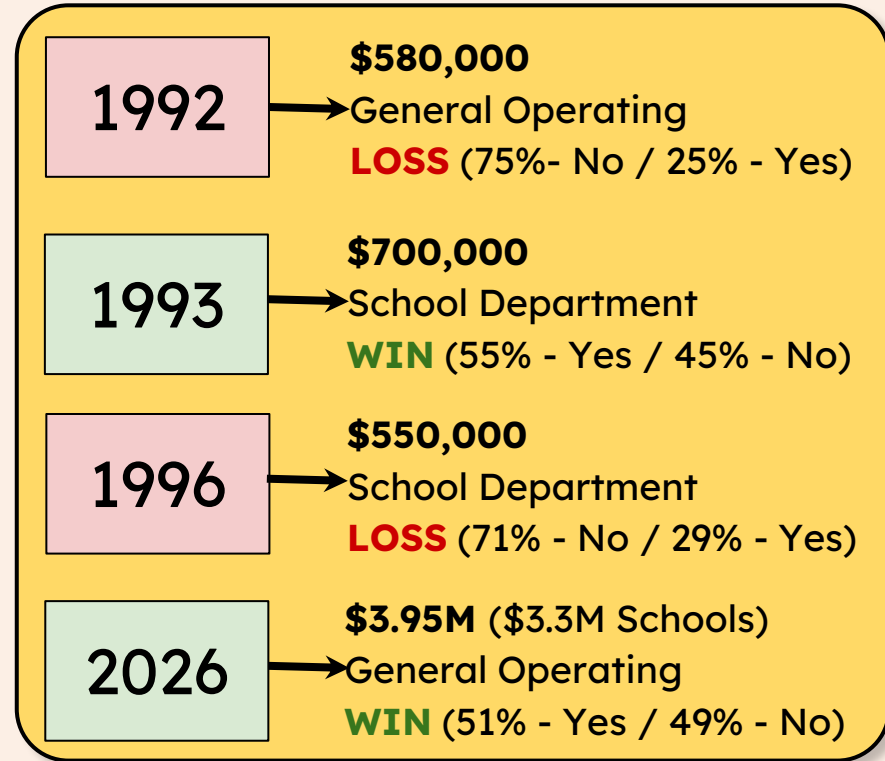 1992
$580,000
General Operating
LOSS (75%- No / 25% - Yes)
1993
$700,000
School Department
WIN (55% - Yes / 45% - No)
1996
$550,000
School Department
LOSS (71% - No / 29% - Yes)
2026
$3.95M ($3.3M Schools)
General Operating
WIN (51% - Yes / 49% - No)